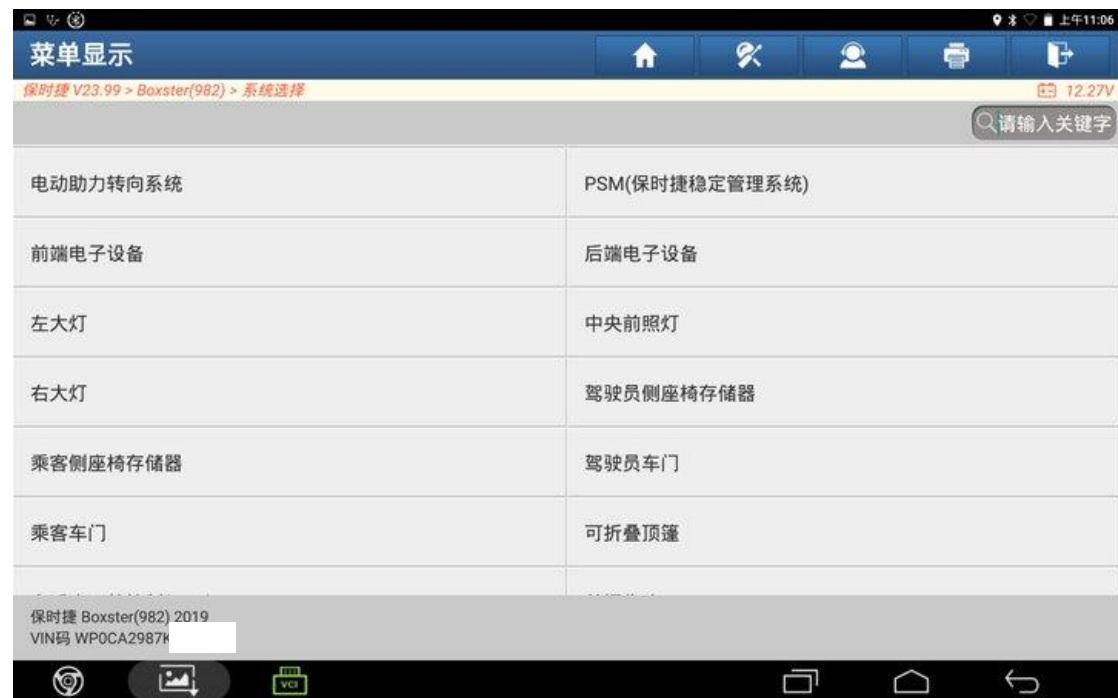 上午11:06
菜单显示
保时捷 V23.99 > Boxster(982) > 系统选择
12.27V
请输入关键字
电动助力转向系统
PSM(保时捷稳定管理系统)
前端电子设备
后端电子设备
左大灯
中央前照灯
右大灯
驾驶员侧座椅存储器
乘客侧座椅存储器
驾驶员车门
乘客车门
可折叠顶篷
保时捷 Boxster(982) 2019
VIN码 WP0CA2987K
VCI